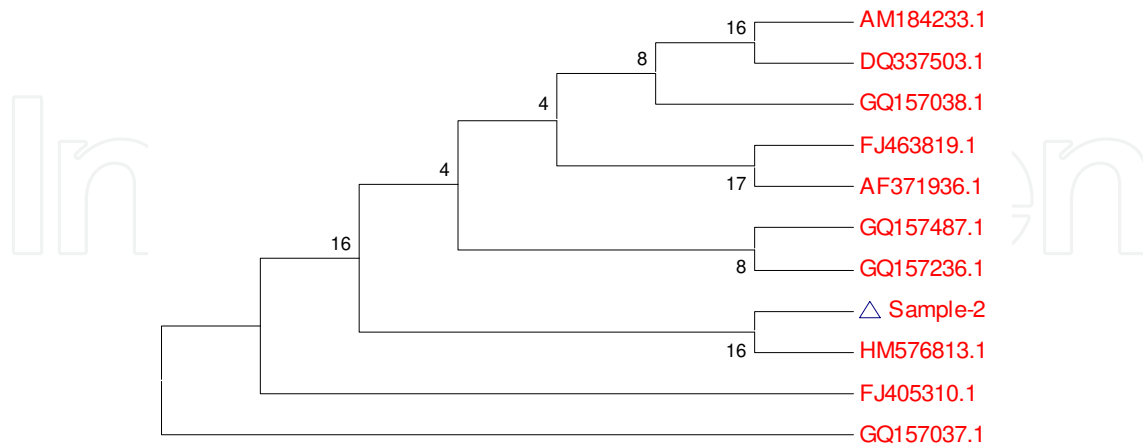 16
AM184233.1
DQ337503.1
8
GQ157038.1
4
FJ463819.1
17
AF371936.1
4
GQ157487.1
8
GQ157236.1
16
Sample-2
16
HM576813.1
FJ405310.1
GQ157037.1